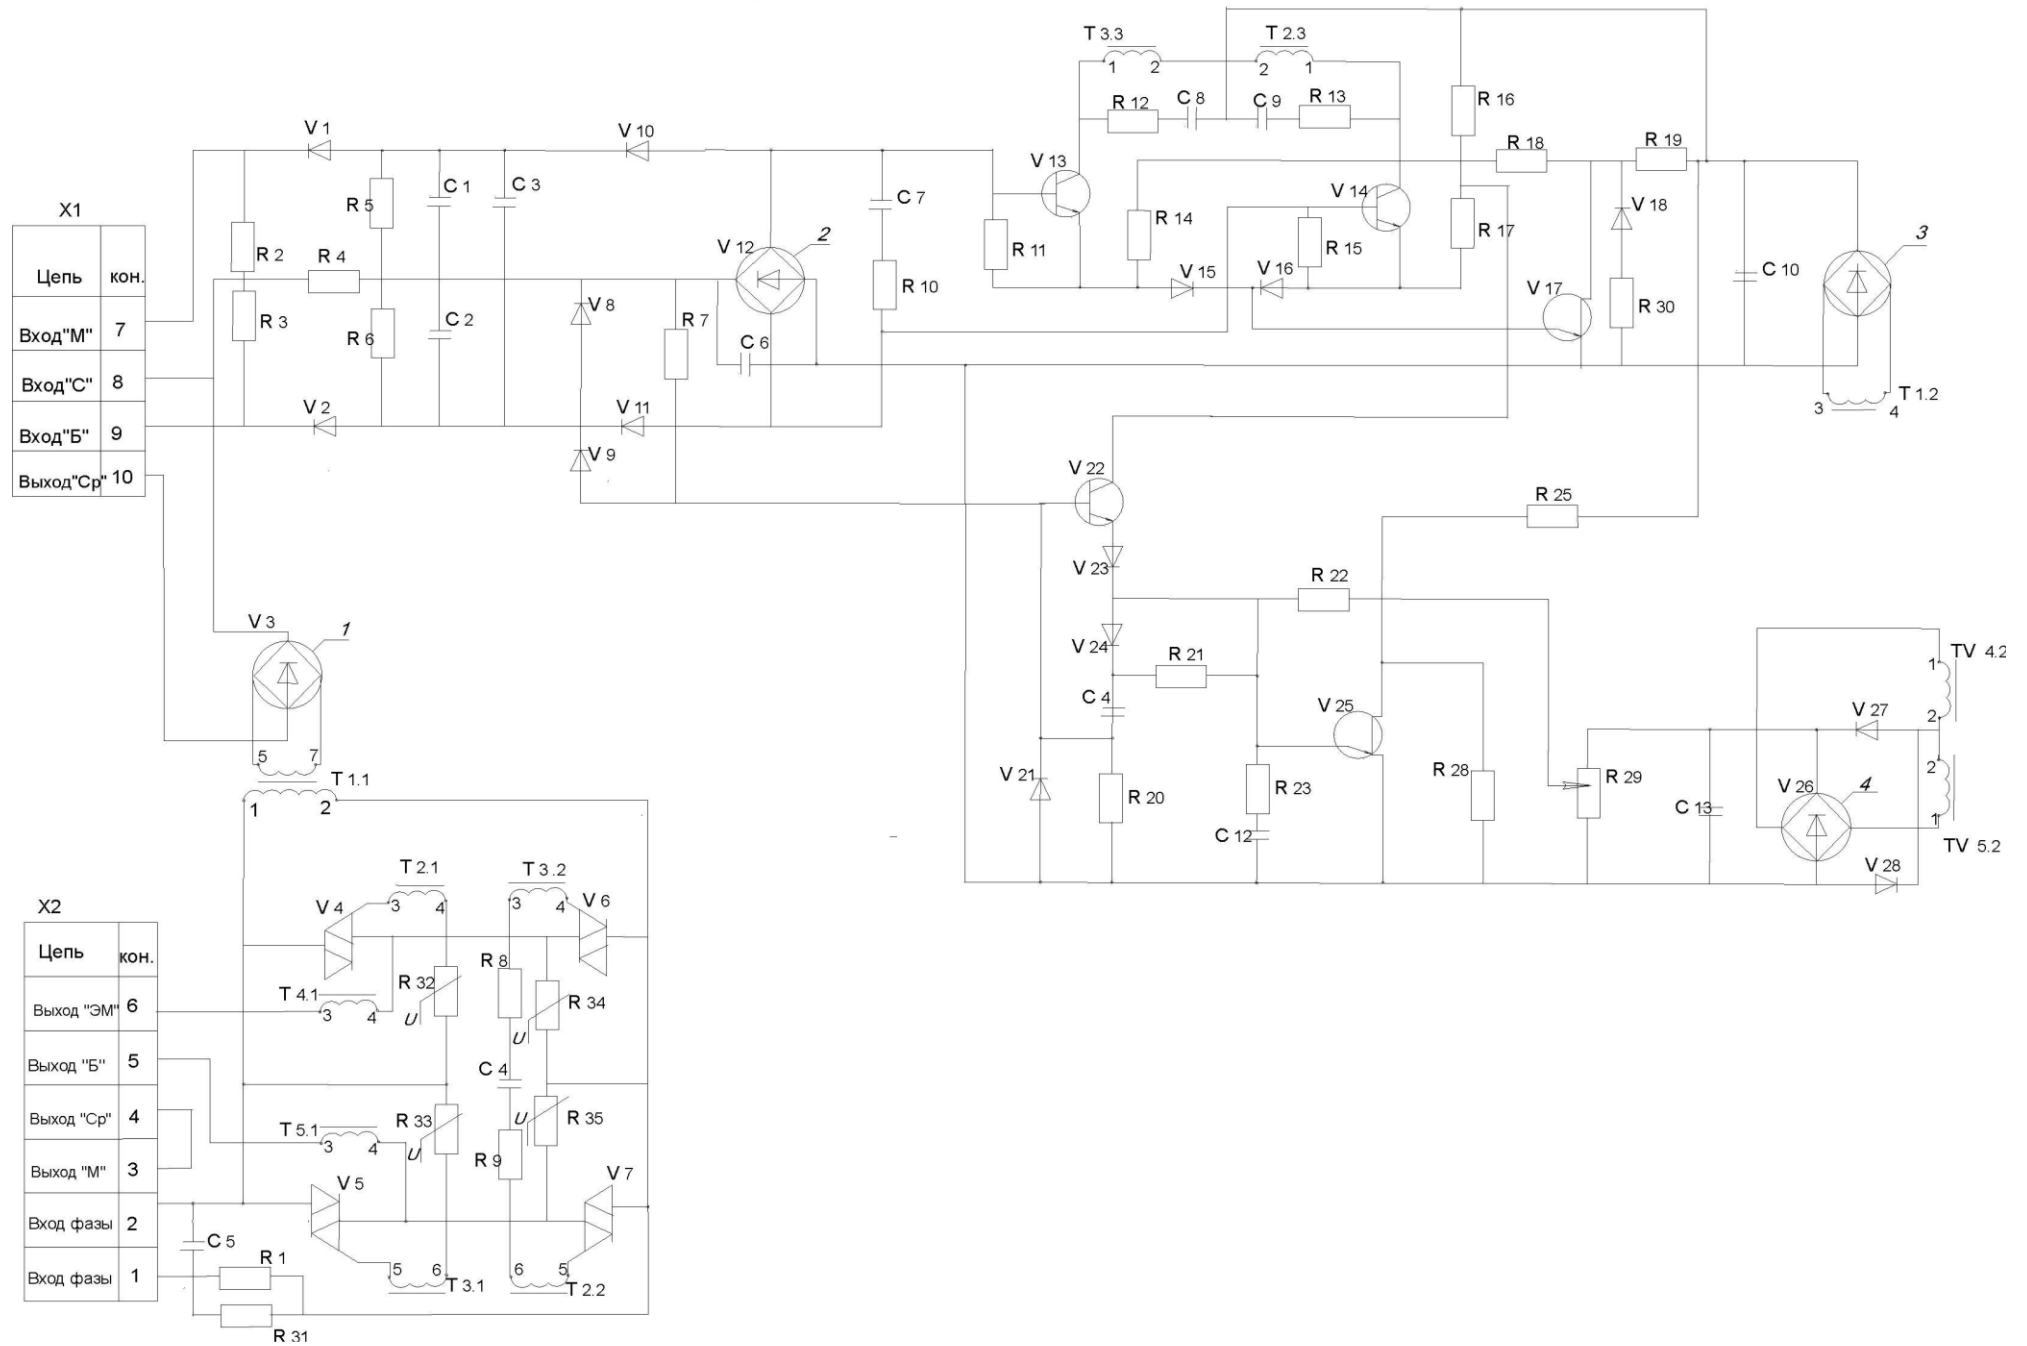 T 3.3
T 2.3
1 2
2 1
R 12
C 8
C 9
R 13
R 16
V 1
V 10
R 18
R 19
V 13
V 14
R 5
C 1
C 3
C 7
X1
R 14
V 18
R 17
Цепь кон.
R 2
R 4
V 12
2
R 11
R 15
3
V 15
V 16
C 10
V 17
R 10
V 8
R 30
Вход"М" 7
R 3
R 6
C 2
R 7
C 6
Вход"С" 8
V 2
V 11
3 4
T 1.2
Вход"Б" 9
V 9
V 22
Выход"Ср" 10
R 25
V 23
R 22
V 3
1
V 24
R 21
TV 4.2
1
C 4
V 25
V 27
2
5 7
T 1.1
V 21
R 20
R 23
R 28
R 29
V 26
4
2
1 2
C 13
1
C 12
TV 5.2
V 28
T 2.1
T 3.2
X2
V 4
3 4
3 4
V 6
Цепь кон.
R 8
R 32
T 4.1
R 34
Выход "ЭМ" 6
3 4
U
U
Выход "Б" 5
C 4
Выход "Ср" 4
T 5.1
R 33
U
R 35
3 4
U
Выход "М" 3
R 9
V 5
V 7
Вход фазы 2
C 5
R 1
5 6
6 5
T 3.1
T 2.2
Вход фазы 1
R 31